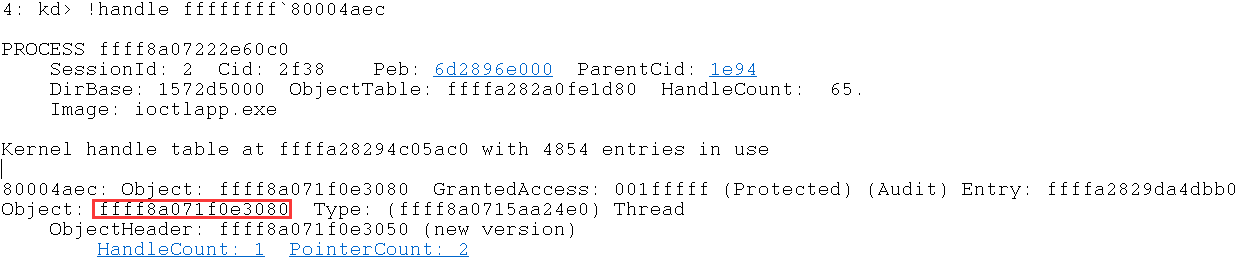 4: kd> !handle ffffffff`80004aec
PROCESS ffff8a07222e60c0
SessionId: 2 Cid: 2f38 Peb: 6d2896e000 ParentCid: 1e94
DirBase: 1572d5000 ObjectTable: ffffa282a0fe1d80 HandleCount: 65.
Image: ioctlapp.exe
Kernel handle table at ffffa28294c05ac0 with 4854 entries in use
80004aec: Object: ffff8a071f0e3080 GrantedAccess: 001fffff (Protected) (Audit) Entry: ffffa2829da4dbb0
Object: ffff8a071f0e3080 Type: (ffff8a0715aa24e0) Thread
ObjectHeader: ffff8a071f0e3050 (new version)
HandleCount: 1 PointerCount: 2